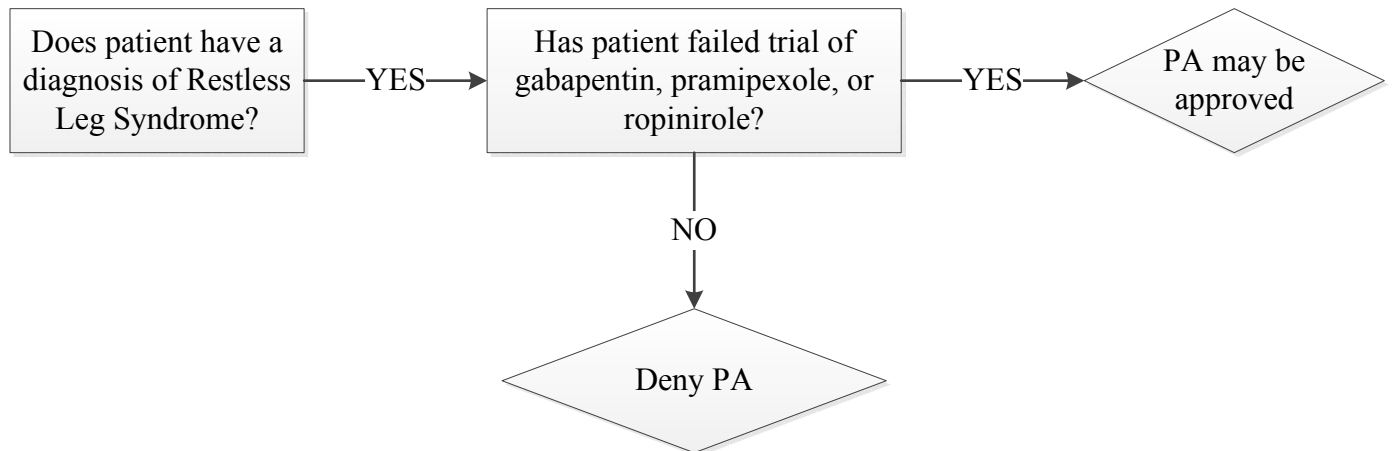 Does patient have a
diagnosis of Restless
Leg Syndrome?
YES
Has patient failed trial of
gabapentin, pramipexole, or
ropinirole?
YES
PA may be
approved
NO
Deny PA